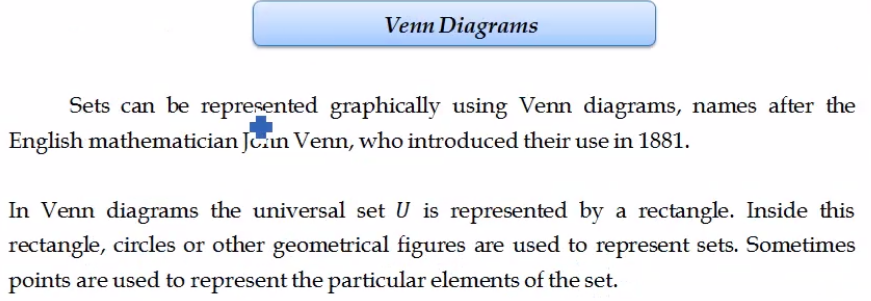 Venn Diagrams
Sets can be represented graphically using Venn diagrams, names after the
English mathematician John Venn, who introduced their use in 1881.
In Venn diagrams the universal set U is represented by a rectangle. Inside this
rectangle, circles or other geometrical figures are used to represent sets. Sometimes
points are used to represent the particular elements of the set.